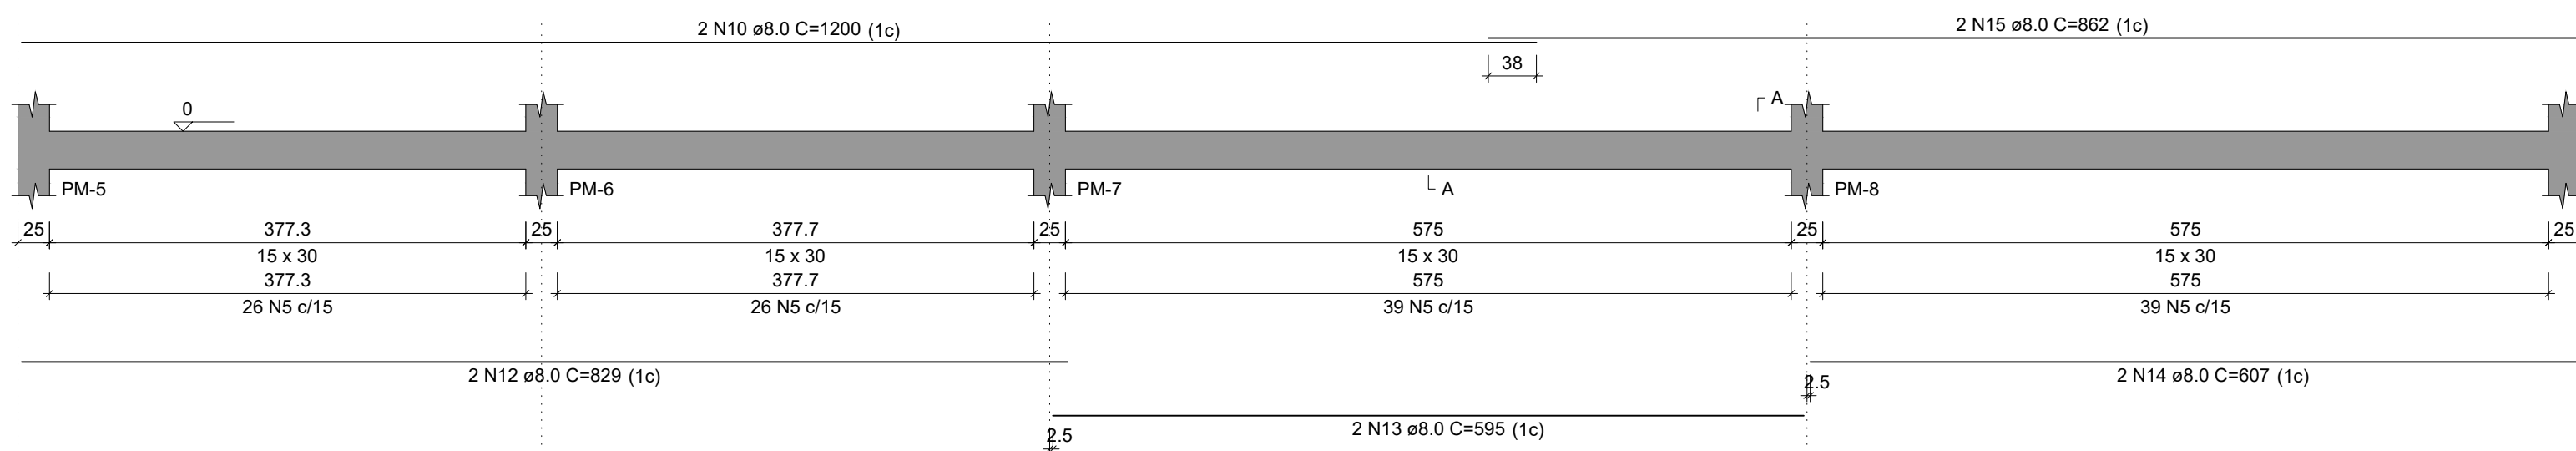 2 N10 ø8.0 C=1200 (1c)
2 N15 ø8.0 C=862 (1c)
38
0
A
PM-5
PM-6
PM-7
A
PM-8
25 377.3 25 377.7 25 575 25 575 25
15 x 30 15 x 30 15 x 30 15 x 30
377.3 377.7 575 575
26 N5 c/15 26 N5 c/15 39 N5 c/15 39 N5 c/15
2 N12 ø8.0 C=829 (1c)
2.5
2 N14 ø8.0 C=607 (1c)
2 N13 ø8.0 C=595 (1c)
2.5